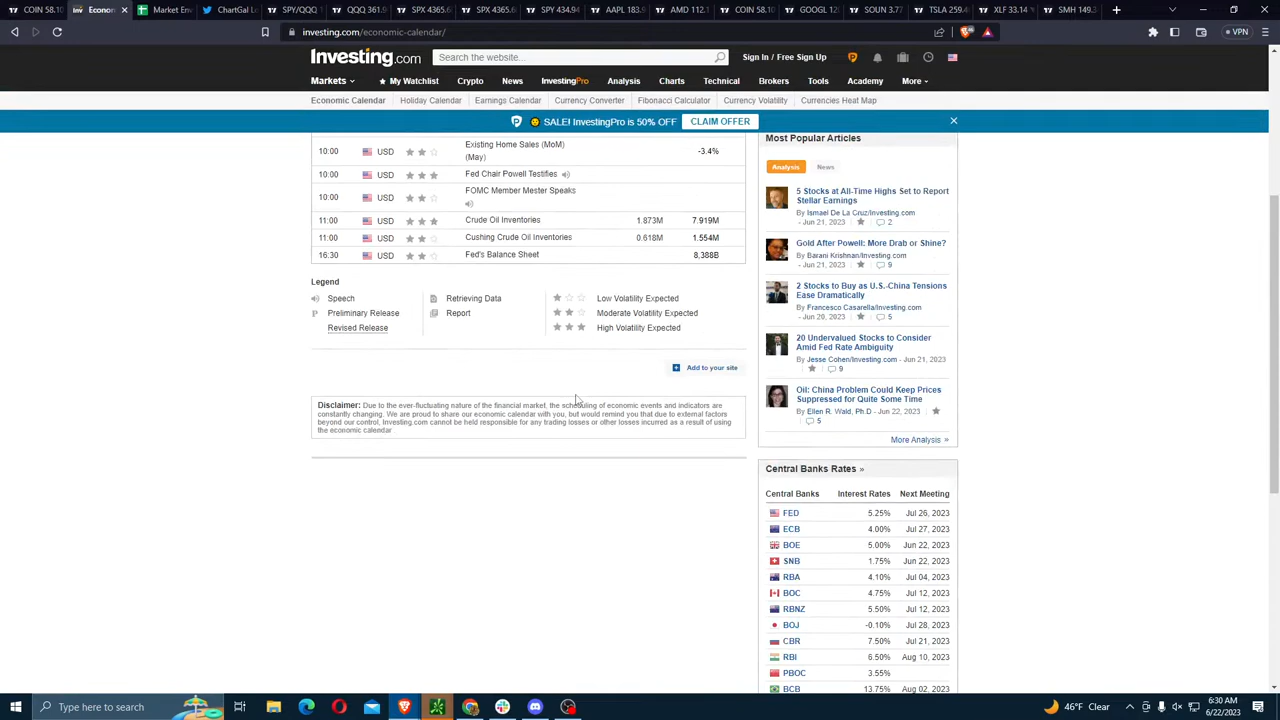 COIN 58.10
Econom
Market Env
ChartGal Lo
SPY/QQQ
QQQ 361.9
SPX 4365.6
SPX 4365.2
SPY 434.94
AAPL 183.9
AMD 112.1
COIN 58.10
GOOGL 120
SOUN 3.77
TSLA 259.4
XLF 33.14
SMH 149.1
investing.com/economic-calendar/
VPN
Investing.com
Search the website...
Sign In / Free Sign Up
Markets
My Watchlist
Crypto
News
InvestingPro
Analysis
Charts
Technical
Brokers
Tools
Academy
More
Economic Calendar
Holiday Calendar
Earnings Calendar
Currency Converter
Fibonacci Calculator
Currency Volatility
Currencies Heat Map
SALE! InvestingPro is 50% OFF
CLAIM OFFER
10:00 USD Existing Home Sales (MoM) (May) -3.4%
10:00 USD Fed Chair Powell Testifies
10:00 USD FOMC Member Mester Speaks
11:00 USD Crude Oil Inventories 1.873M 7.919M
11:00 USD Cushing Crude Oil Inventories 0.618M 1.554M
16:30 USD Fed's Balance Sheet 8,388B
Legend
Speech
Retrieving Data
Low Volatility Expected
P Preliminary Release
Report
Moderate Volatility Expected
Revised Release
High Volatility Expected
Add to your site
Disclaimer: Due to the ever-fluctuating nature of the financial market, the scheduling of economic events and indicators are
constantly changing. We are proud to share our economic calendar with you, but would remind you that due to external factors
beyond our control, Investing.com cannot be held responsible for any trading losses or other losses incurred as a result of using
the economic calendar
Most Popular Articles
Analysis
News
5 Stocks at All-Time Highs Set to Report
Stellar Earnings
By Ismael De La Cruz/Investing.com
- Jun 21, 2023 2
Gold After Powell: More Drab or Shine?
By Barani Krishnan/Investing.com
- Jun 21, 2023 9
2 Stocks to Buy as U.S.-China Tensions
Ease Dramatically
By Francesco Casarella/Investing.com
- Jun 20, 2023 5
20 Undervalued Stocks to Consider
Amid Fed Rate Ambiguity
By Jesse Cohen/Investing.com - Jun 21, 2023
9
Oil: China Problem Could Keep Prices
Suppressed for Quite Some Time
By Ellen R. Wald, Ph.D - Jun 22, 2023
5
More Analysis »
Central Banks Rates »
Central Banks Interest Rates Next Meeting
FED 5.25% Jul 26, 2023
ECB 4.00% Jul 27, 2023
BOE 5.00% Jun 22, 2023
SNB 1.75% Jun 22, 2023
RBA 4.10% Jul 04, 2023
BOC 4.75% Jul 12, 2023
RBNZ 5.50% Jul 12, 2023
BOJ -0.10% Jul 28, 2023
CBR 7.50% Jul 21, 2023
RBI 6.50% Aug 10, 2023
PBOC 3.55%
BCB 13.75% Aug 02, 2023
Type here to search
46°F Clear
6:30 AM
6/22/2023